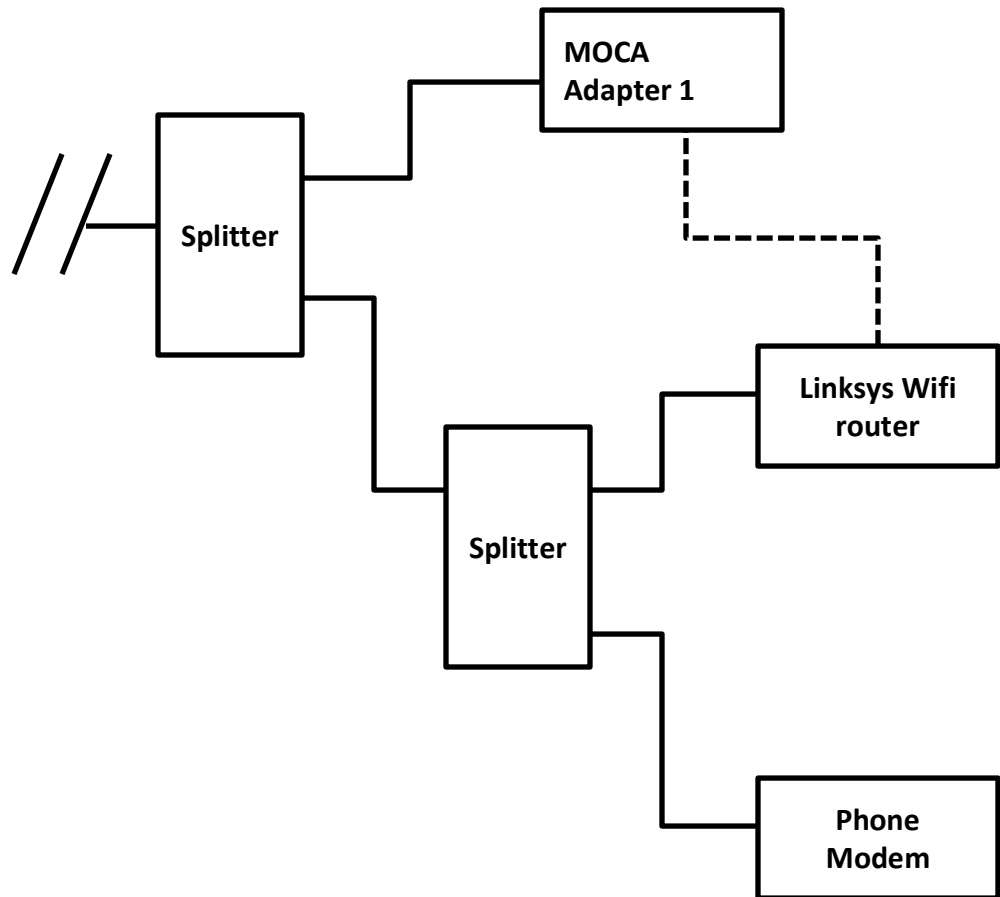 MOCA
Adapter 1
Splitter
Linksys Wifi
router
Splitter
Phone
Modem